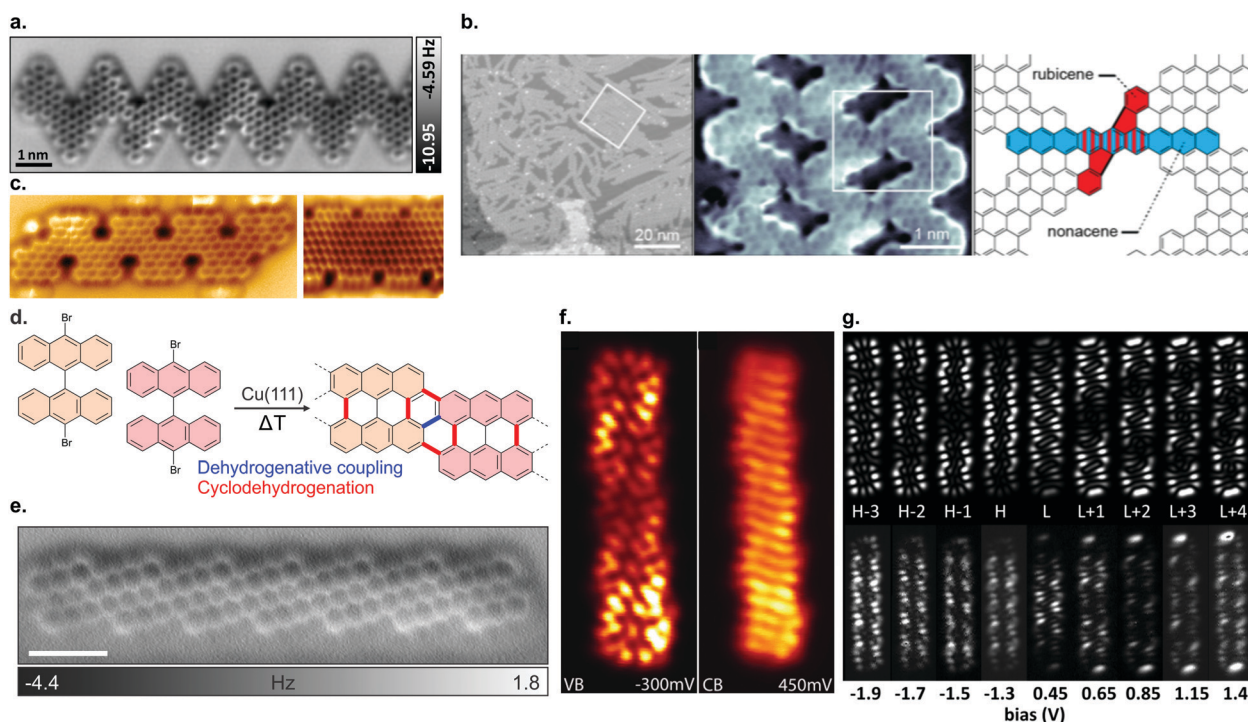 a.
-4.59 Hz
-10.95
1 nm
b.
20 nm
1 nm
rubicene
nonacene
c.
d.
Br
Br
Br
Br
Cu(111)
ΔT
Dehydrogenative coupling
Cyclodehydrogenation
e.
-4.4
Hz
1.8
f.
VB
-300mV
CB
450mV
g.
H-3 H-2 H-1 H L L+1 L+2 L+3 L+4
-1.9 -1.7 -1.5 -1.3 0.45 0.65 0.85 1.15 1.4
bias (V)